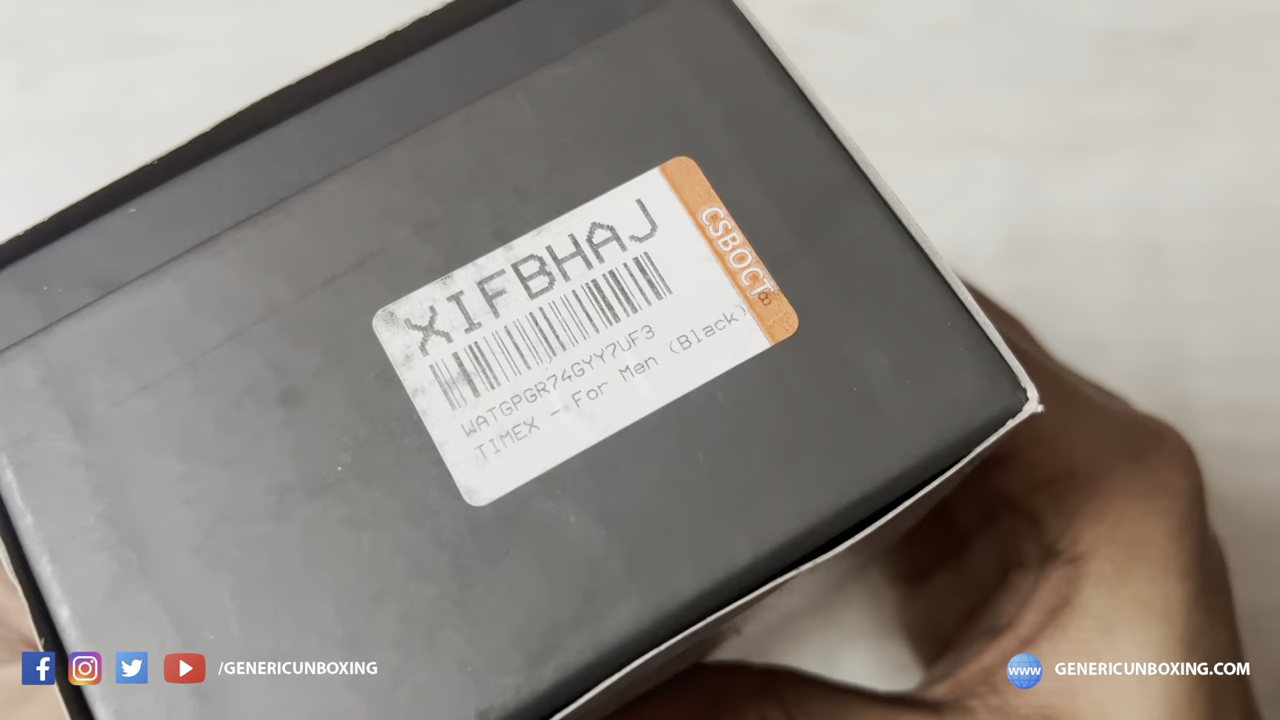 XIFBHAJ
WATGPGR74GYY7UF3
TIMEX - For Men (Black)
CSBOCT
/GENERICUNBOXING
www
GENERICUNBOXING.COM